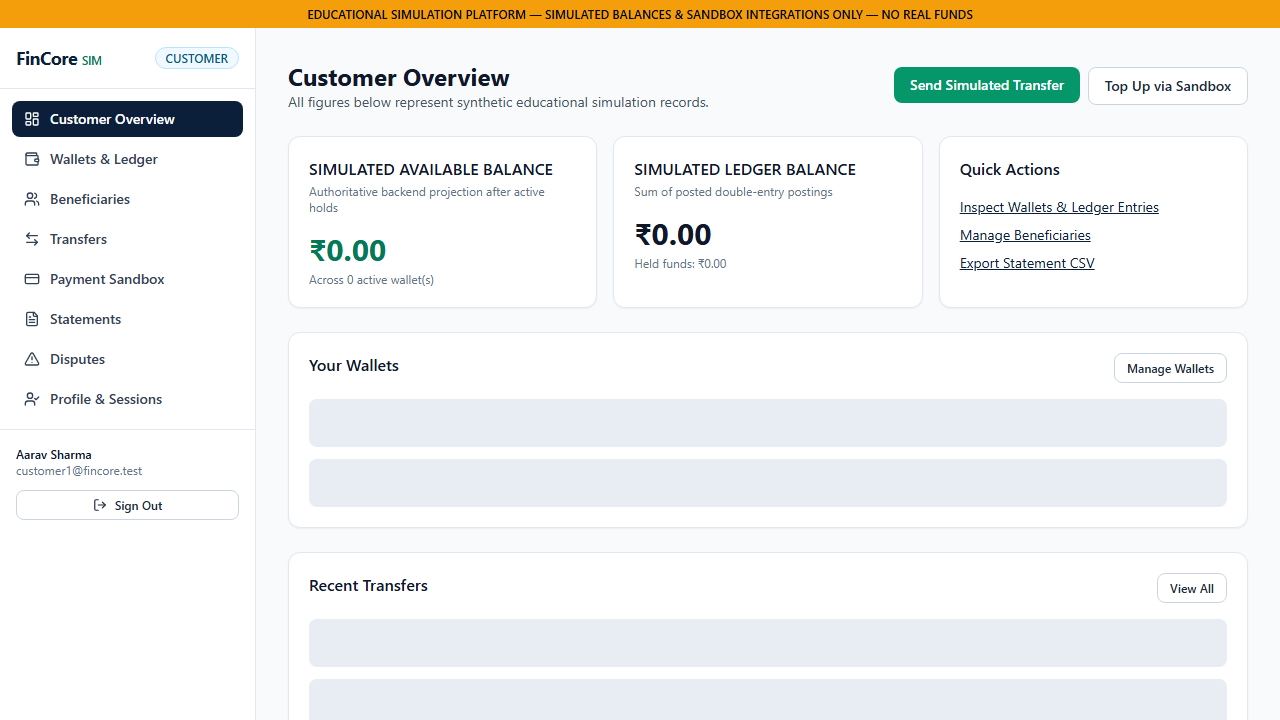 EDUCATIONAL SIMULATION PLATFORM — SIMULATED BALANCES & SANDBOX INTEGRATIONS ONLY — NO REAL FUNDS
FinCore SIM
CUSTOMER
Customer Overview
Wallets & Ledger
Beneficiaries
Transfers
Payment Sandbox
Statements
Disputes
Profile & Sessions
Aarav Sharma
customer1@fincore.test
Sign Out
Customer Overview
All figures below represent synthetic educational simulation records.
Send Simulated Transfer
Top Up via Sandbox
SIMULATED AVAILABLE BALANCE
Authoritative backend projection after active
holds
₹0.00
Across 0 active wallet(s)
SIMULATED LEDGER BALANCE
Sum of posted double-entry postings
₹0.00
Held funds: ₹0.00
Quick Actions
Inspect Wallets & Ledger Entries
Manage Beneficiaries
Export Statement CSV
Your Wallets
Manage Wallets
Recent Transfers
View All